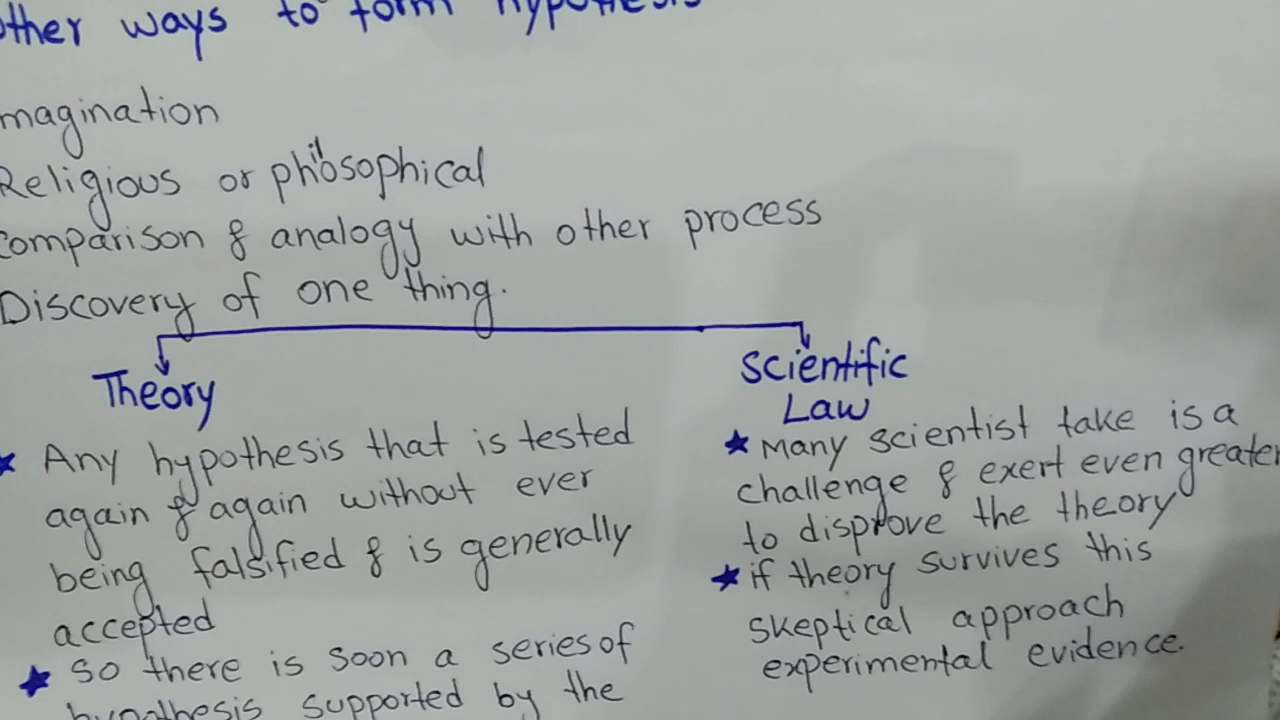 other ways to form hypothesis
magination
Religious or philosophical
comparison & analogy with other process
Discovery of one thing.
Theory
★ Any hypothesis that is tested
again & again without ever
being falsified & is generally
accepted
★ so there is soon a series of
hypothesis supported by the
Scientific
Law
★ Many scientist take is a
challenge & exert even greater
to disprove the theory
★ if theory survives this
skeptical approach
experimental evidence.